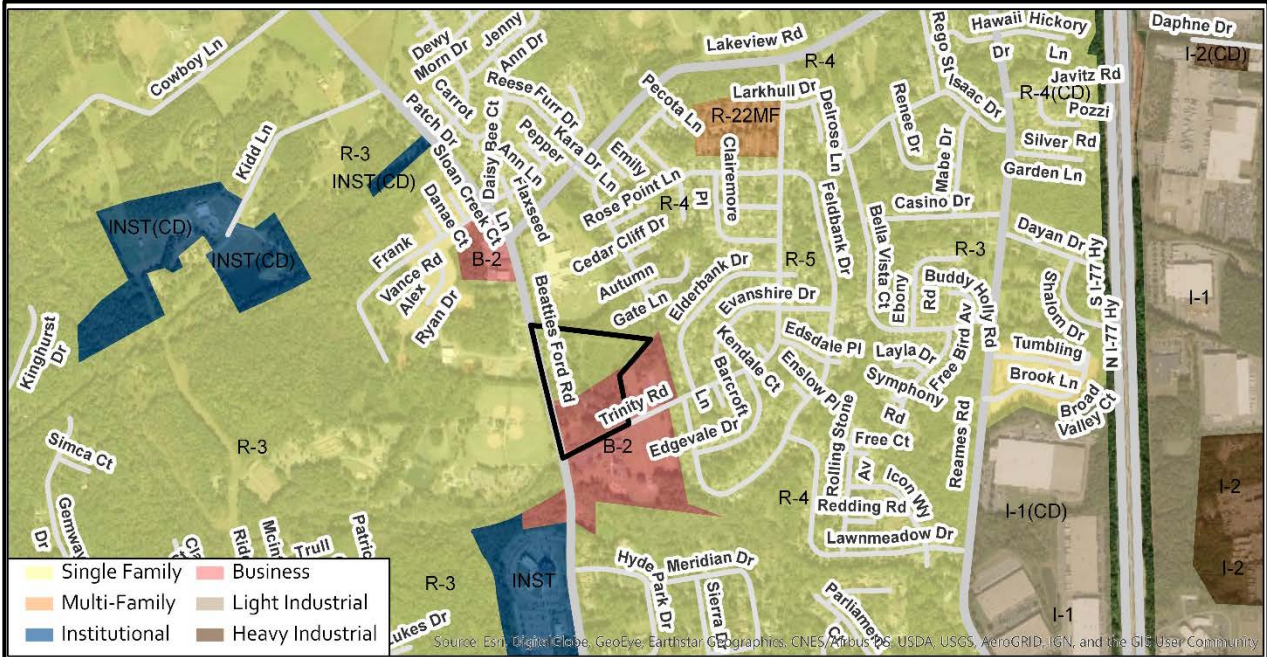 Cowboy Ln
Kidd Ln
Dewy
Morn Dr
Jenny
Ann Dr
Carrot
Patch Dr
Reese Furr Dr
Kara Dr
Pepper
Ann Ln
Ln
Daisy Bee Ct
Flaxseed
Ln
Sloan Creek Ct
Danae Ct
Frank
Vance Rd
Alex
Ryan Dr
R-3
INST(CD)
INST(CD)
INST(CD)
B-2
Lakeview Rd
R-4
Pecota Ln
Larkhull Dr
R-22MF
Emily
Pl
Clairemore
Rose Point Ln
R-4
Cedar Cliff Dr
Autumn
Gate Ln
Elderbank Dr
Evanshire Dr
R-5
Feldbank Dr
Delrose Ln
Rego St
Isaac Dr
Renee Dr
Mabe Dr
Hawaii
Dr
Hickory
Ln
Daphne Dr
I-2(CD)
Javitz Rd
R-4(CD)
Pozzi
Silver Rd
Garden Ln
Casino Dr
R-3
Dayan Dr
Shalom Dr
S I-77 Hy
N I-77 Hy
I-1
Bella Vista Ct
Ebony
Rd
Buddy Holly Rd
Free Bird Av
Layla Dr
Symphony
Rd
Tumbling
Brook Ln
Broad
Valley Ct
Edsdale Pl
Enslow Pl
Kendale Ct
Barcroft
Ln
Edgevale Dr
Trinity Rd
Beatties Ford Rd
B-2
Kinghurst
Dr
R-3
Simca Ct
Gemway
Dr
Trull
R-3
INST
Hyde Park Dr
Meridian Dr
Sierra Dr
R-4
Rolling Stone
Av
Free Ct
Icon Wy
Redding Rd
Lawnmeadow Dr
Reames Rd
I-1(CD)
I-1
I-2
I-2
Single Family
Business
Multi-Family
Light Industrial
Institutional
Heavy Industrial
Source: Esri, DigitalGlobe, GeoEye, Earthstar Geographics, CNES/Airbus DS, USDA, USGS, AeroGRID, IGN, and the GIS User Community